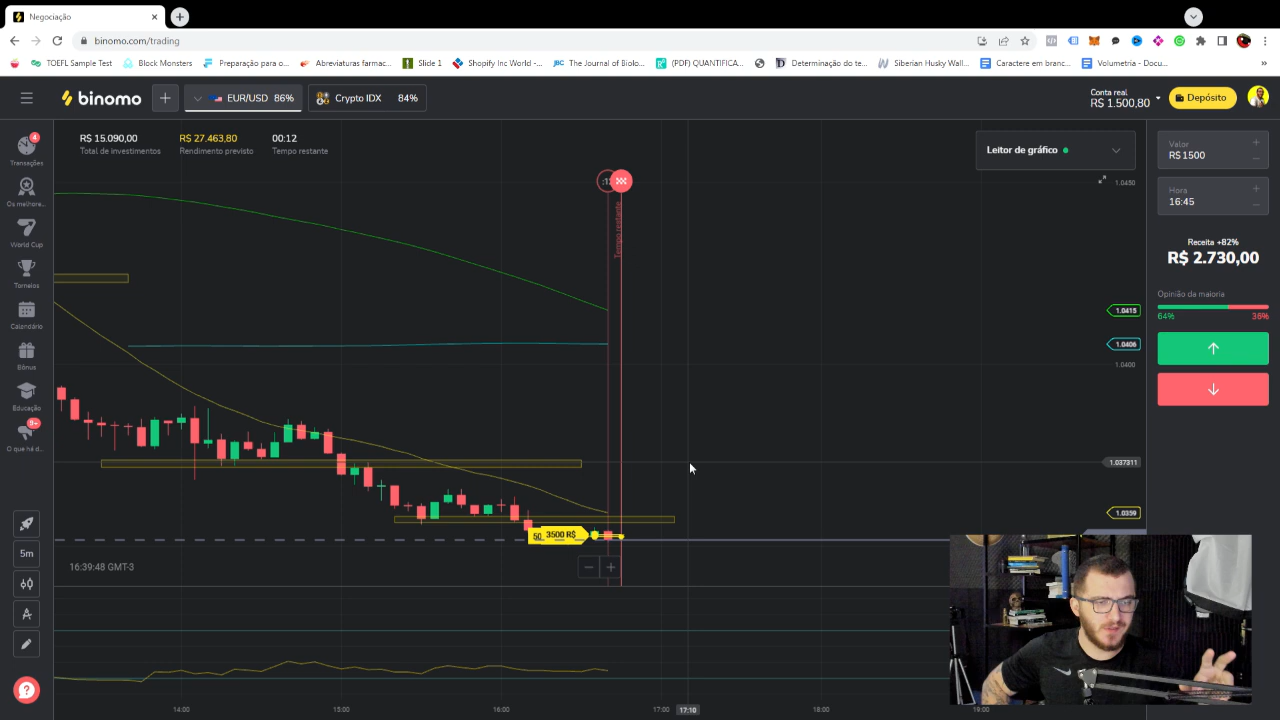 Negociação
binomo.com/trading
TOEFL Sample Test
Block Monsters
Preparação para o...
Abreviaturas farmac...
Slide 1
Shopify Inc World -...
The Journal of Biolo...
(PDF) QUANTIFICA...
Determinação do te...
Siberian Husky Wall...
Caractere em branc...
Volumetria - Docu...
binomo
EUR/USD 86%
Crypto IDX 84%
Conta real
R$ 1.500,80
Depósito
4
Transações
Os melhore...
World Cup
Torneios
Calendário
Bônus
Educação
9+
O que há d...
5m
R$ 15.090,00
Total de investimentos
R$ 27.463,80
Rendimento previsto
00:12
Tempo restante
Leitor de gráfico
Tempo restante
1.0450
1.0415
1.0406
1.0400
1.037311
1.0359
50
3500 R$
16:39:48 GMT-3
14:00
15:00
16:00
17:00
17:10
18:00
19:00
Valor
R$ 1500
Hora
16:45
Receita +82%
R$ 2.730,00
Opinião da maioria
64%
36%